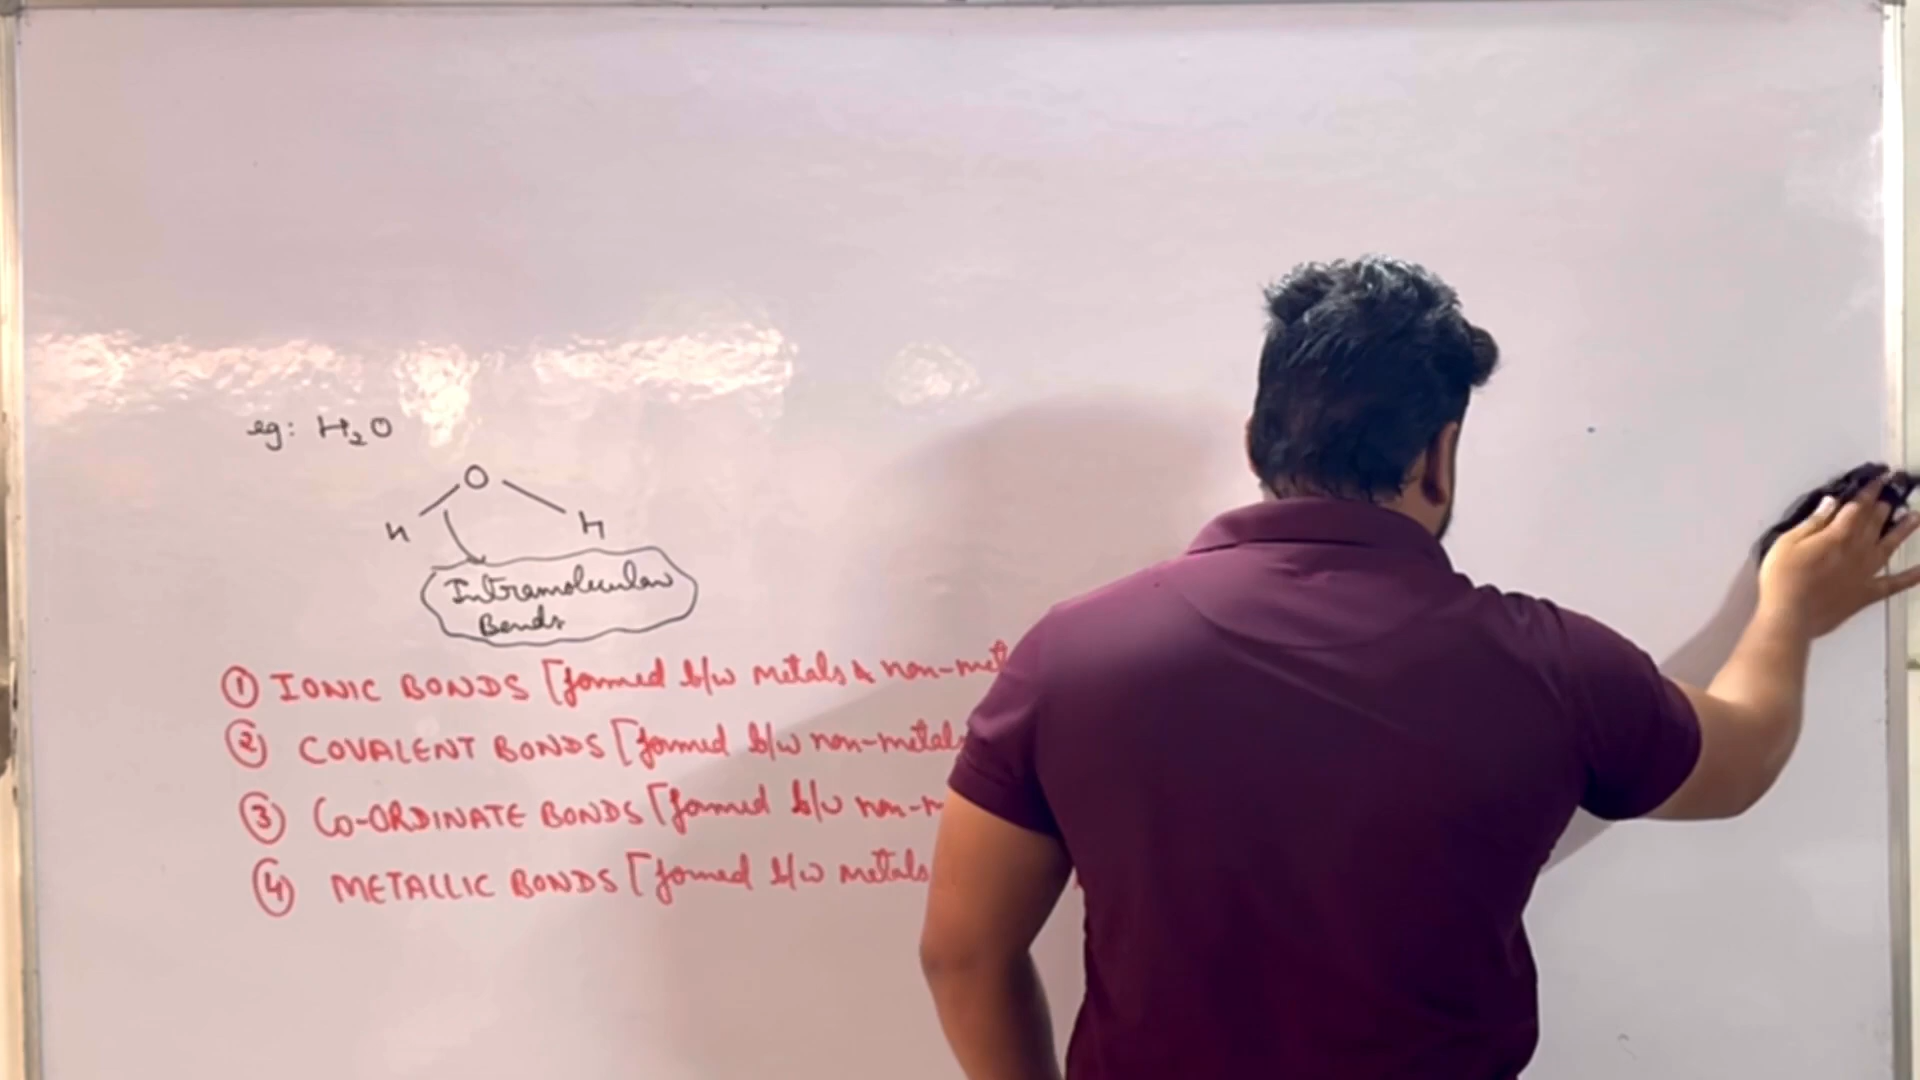 eg: H₂O
O
H H
Intramolecular
Bonds
① IONIC BONDS [formed b/w metals & non-met
② COVALENT BONDS [formed b/w non-metals
③ CO-ORDINATE BONDS [formed b/w non-m
④ METALLIC BONDS [formed b/w metals